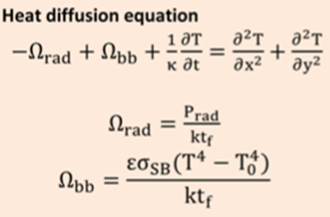 Heat diffusion equation
−Ω_rad + Ω_bb + (1/κ)(∂T/∂t) = ∂²T/∂x² + ∂²T/∂y²
Ω_rad = P_rad/(kt_f)
Ω_bb = εσ_SB(T⁴ − T₀⁴)/(kt_f)